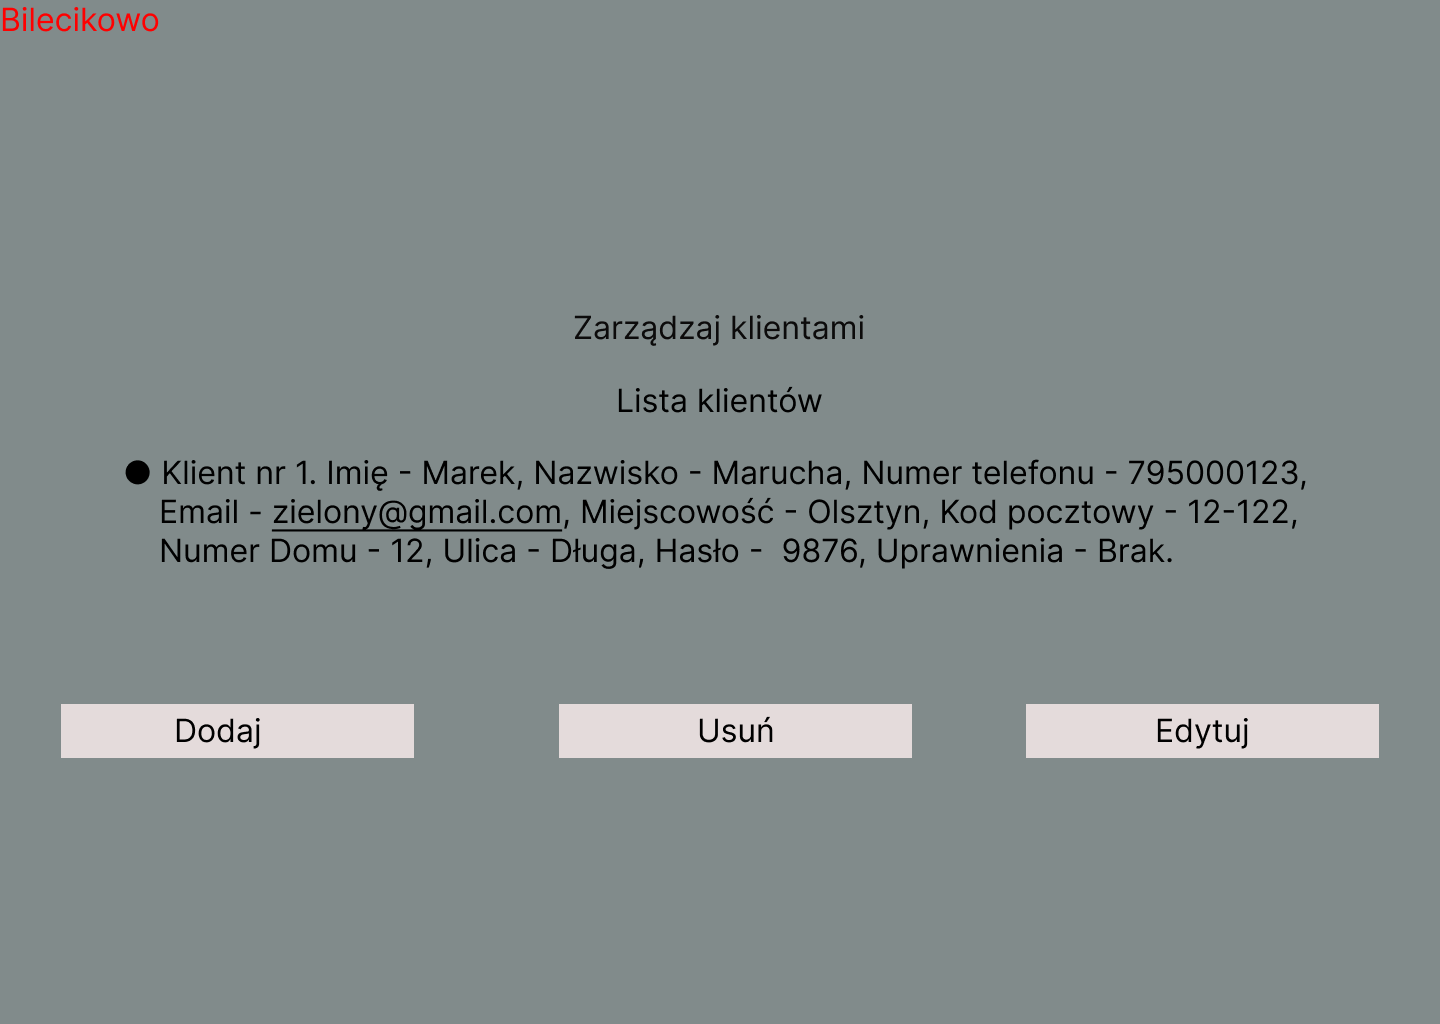 Bilecikowo
Zarządzaj klientami
Lista klientów
● Klient nr 1. Imię - Marek, Nazwisko - Marucha, Numer telefonu - 795000123,
Email - zielony@gmail.com, Miejscowość - Olsztyn, Kod pocztowy - 12-122,
Numer Domu - 12, Ulica - Długa, Hasło -  9876, Uprawnienia - Brak.
Dodaj
Usuń
Edytuj